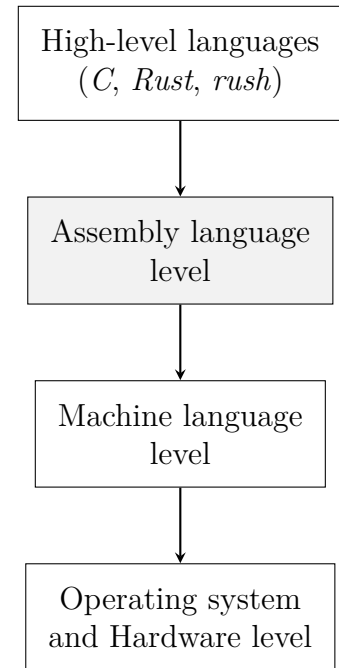 High-level languages
(C, Rust, rush)
Assembly language
level
Machine language
level
Operating system
and Hardware level